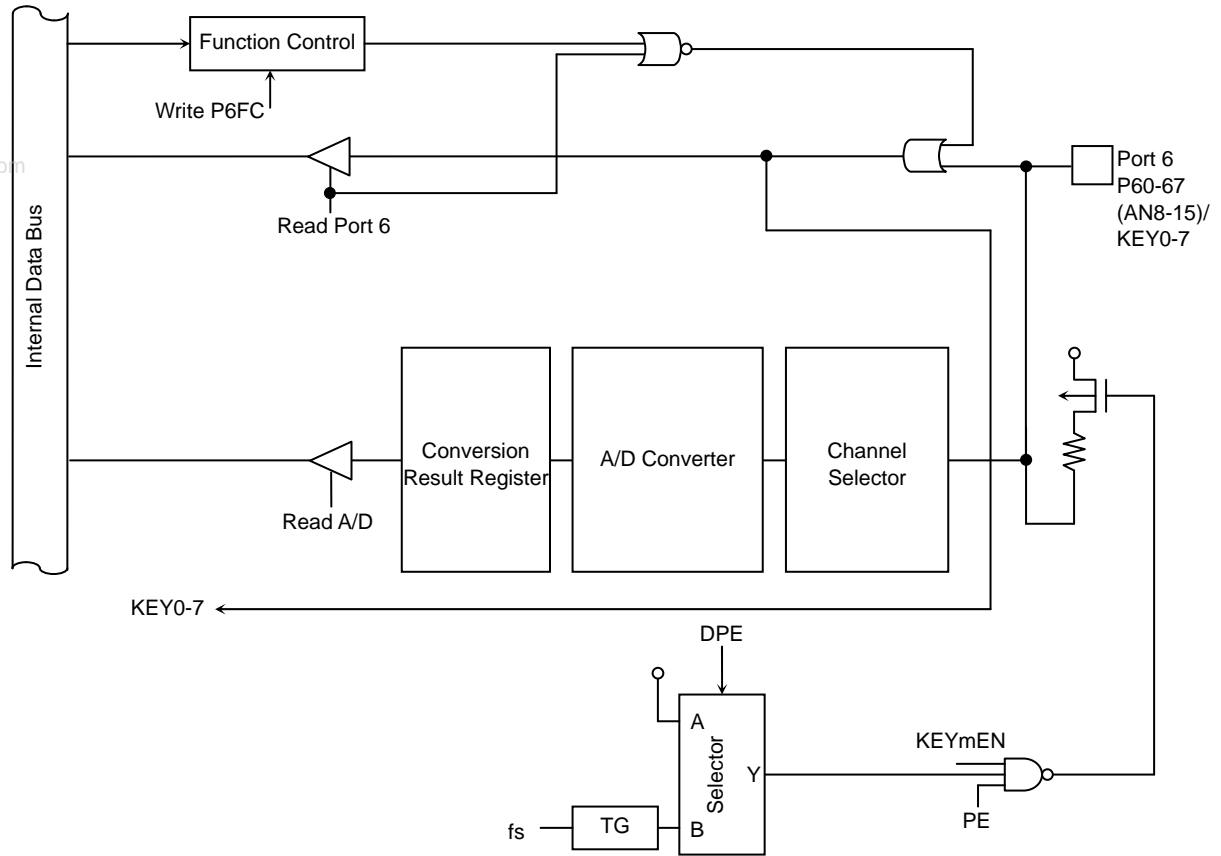 Function Control
Write P6FC
om
Read Port 6
Port 6
P60-67
(AN8-15)/
KEY0-7
Internal Data Bus
Conversion
Result Register
A/D Converter
Channel
Selector
Read A/D
KEY0-7
DPE
A
Selector
Y
B
KEYmEN
PE
fs
TG